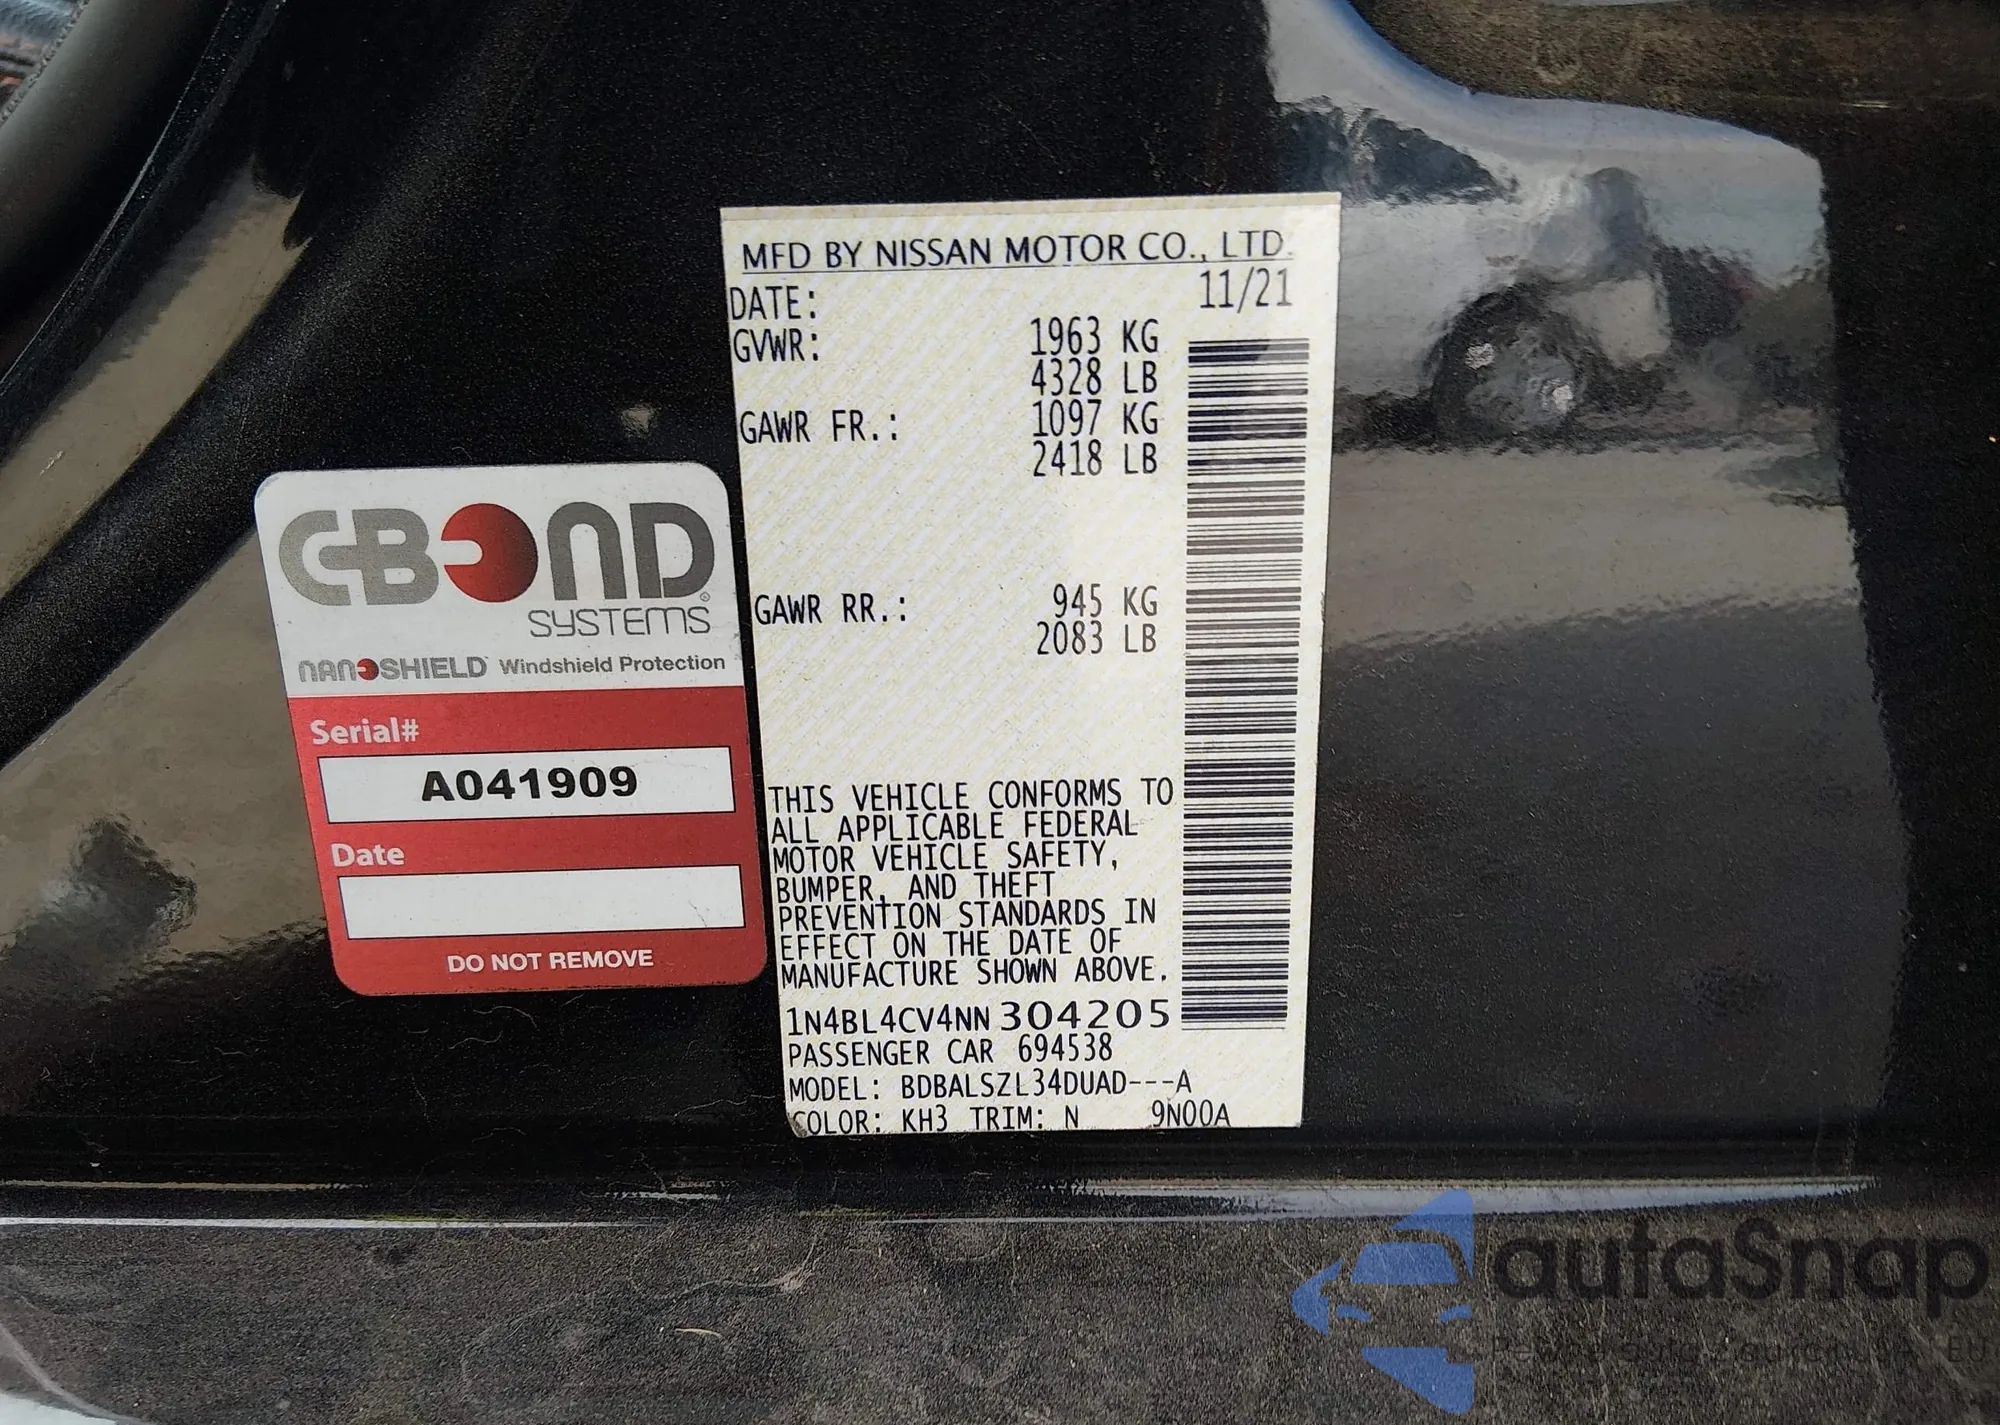 MFD BY NISSAN MOTOR CO., LTD.
DATE: 11/21
GVWR: 1963 KG
4328 LB
GAWR FR.: 1097 KG
2418 LB
GAWR RR.: 945 KG
2083 LB
THIS VEHICLE CONFORMS TO
ALL APPLICABLE FEDERAL
MOTOR VEHICLE SAFETY,
BUMPER, AND THEFT
PREVENTION STANDARDS IN
EFFECT ON THE DATE OF
MANUFACTURE SHOWN ABOVE.
1N4BL4CV4NN304205
PASSENGER CAR 694538
MODEL: BDBALSZL34DUAD---A
COLOR: KH3 TRIM: N 9N00A
CBOND
SYSTEMS
NANOSHIELD Windshield Protection
Serial#
A041909
Date
DO NOT REMOVE
autaSnap